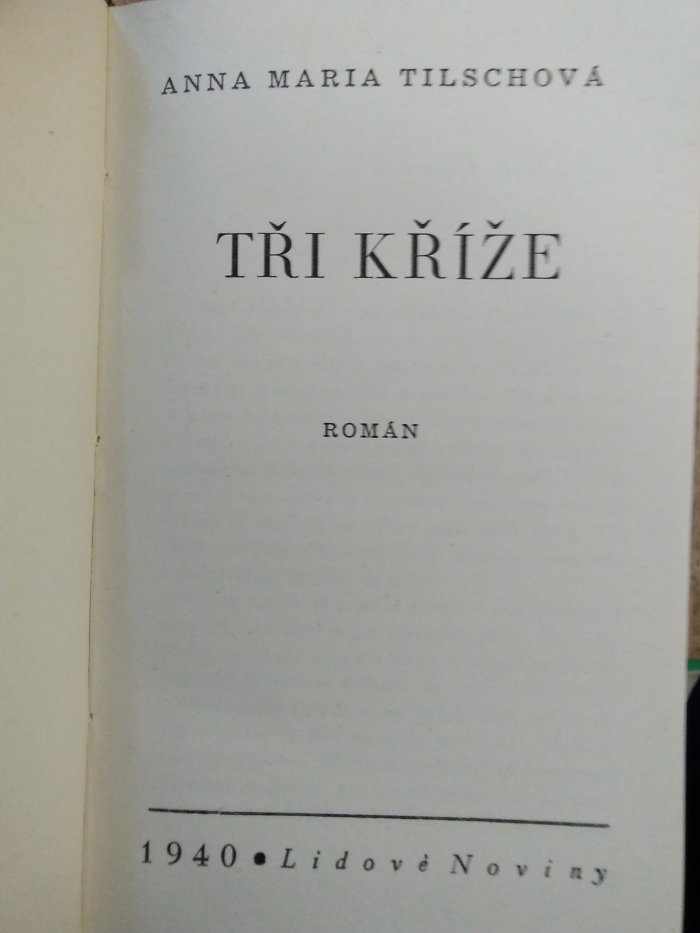 ANNA MARIA TILSCHOVÁ
TŘI KŘÍŽE
ROMÁN
1940 • Lidové Noviny